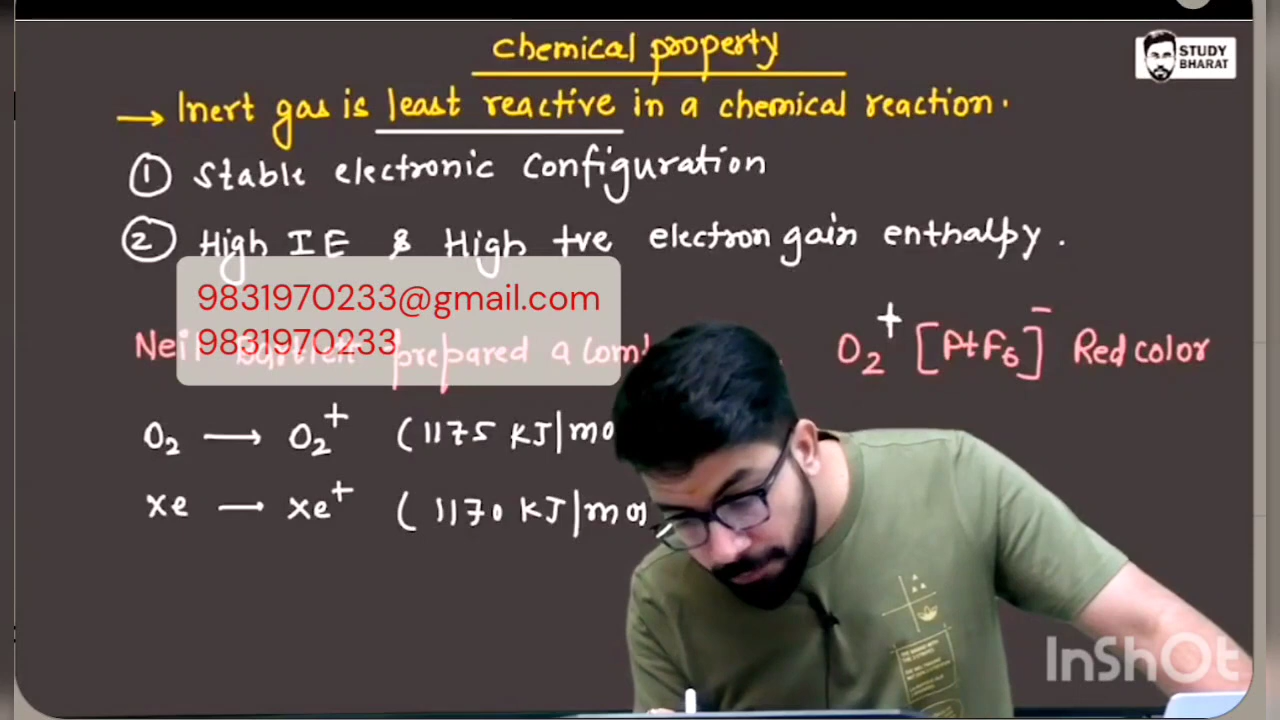 chemical property
STUDY
BHARAT
→ Inert gas is least reactive in a chemical reaction.
① Stable electronic configuration
② High IE & High +ve electron gain enthalpy.
9831970233@gmail.com
9831970233
Neil Bartlett prepared a O₂⁺ [PtF₆]⁻ Red color
O₂ → O₂⁺ (1175 KJ/mo
xe → xe⁺ (1170 KJ/mo
InShOt